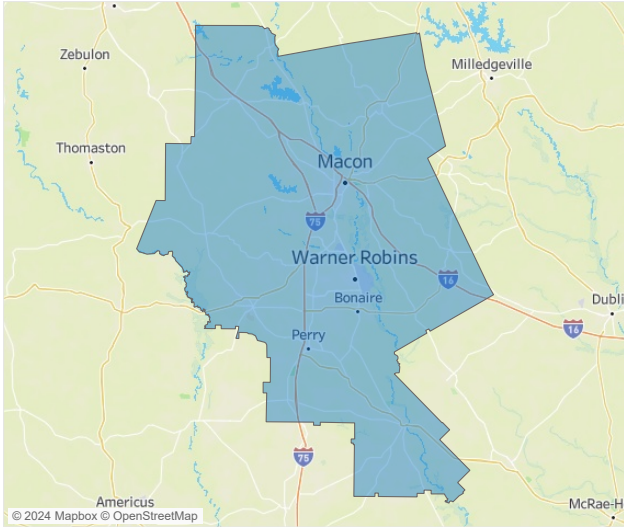 Zebulon
Milledgeville
Thomaston
Macon
75
Warner Robins
16
Bonaire
Dubli
16
Perry
75
Americus
McRae-H
© 2024 Mapbox © OpenStreetMap